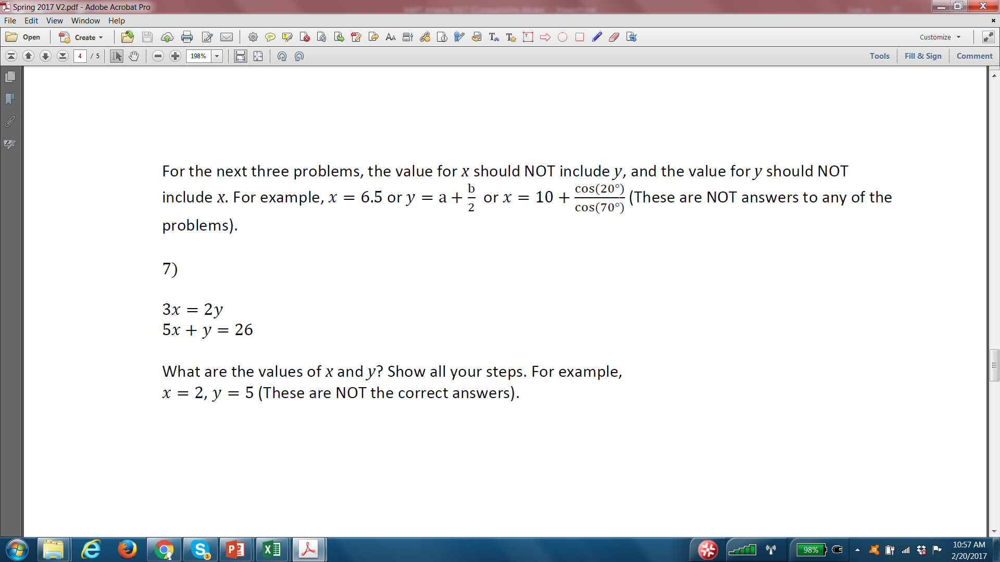 Spring 2017 V2.pdf - Adobe Acrobat Pro
File Edit View Window Help
Open Create Customize
4 / 5 198% Tools Fill & Sign Comment
For the next three problems, the value for x should NOT include y, and the value for y should NOT
include x. For example, x = 6.5 or y = a + b/2 or x = 10 + cos(20°)/cos(70°) (These are NOT answers to any of the
problems).
7)
3x = 2y
5x + y = 26
What are the values of x and y? Show all your steps. For example,
x = 2, y = 5 (These are NOT the correct answers).
98% 10:57 AM
2/20/2017